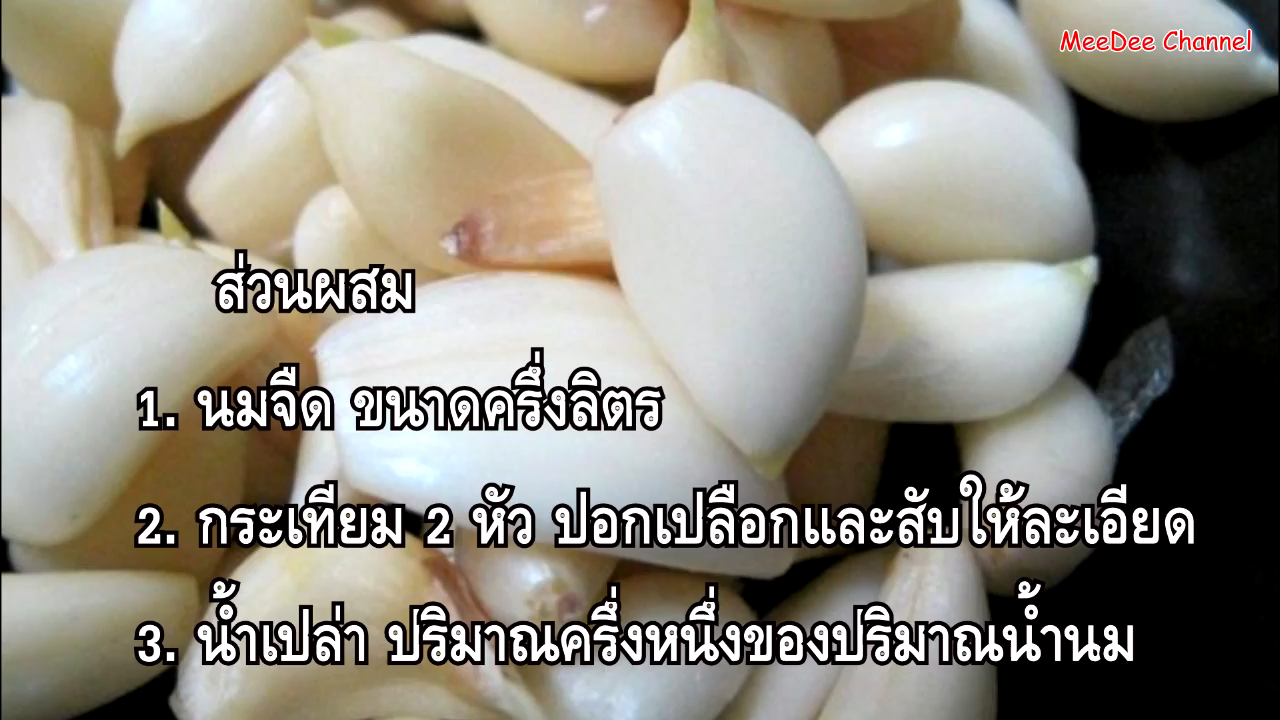 MeeDee Channel
ส่วนผสม
1. นมจืด ขนาดครึ่งลิตร
2. กระเทียม 2 หัว ปอกเปลือกและสับให้ละเอียด
3. น้ำเปล่า ปริมาณครึ่งหนึ่งของปริมาณน้ำนม